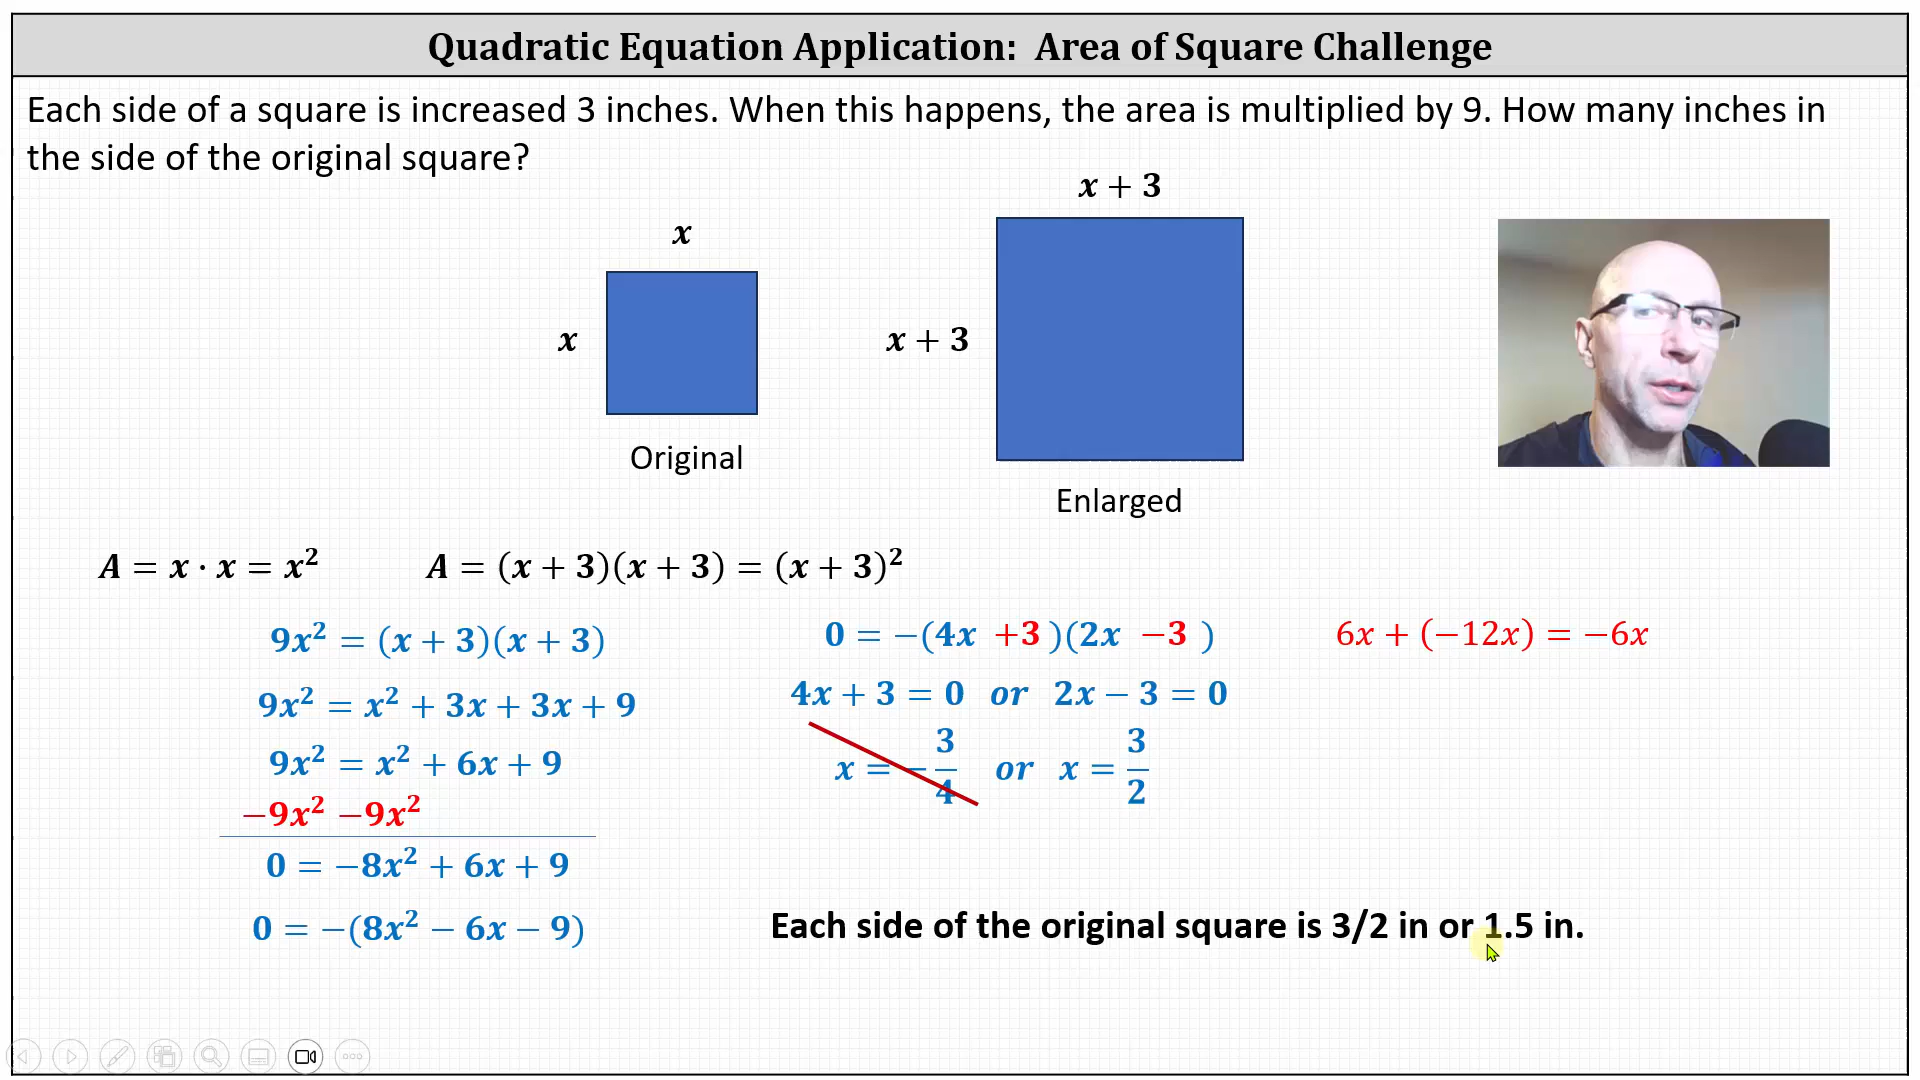 Quadratic Equation Application:  Area of Square Challenge
Each side of a square is increased 3 inches. When this happens, the area is multiplied by 9. How many inches in
the side of the original square?
x
x
Original
x + 3
x + 3
Enlarged
A = x · x = x²
A = (x + 3)(x + 3) = (x + 3)²
9x² = (x + 3)(x + 3)
9x² = x² + 3x + 3x + 9
9x² = x² + 6x + 9
−9x² −9x²
0 = −8x² + 6x + 9
0 = −(8x² − 6x − 9)
0 = −(4x +3 )(2x −3 )
6x + (−12x) = −6x
4x + 3 = 0 or 2x − 3 = 0
x = −3/4 or x = 3/2
Each side of the original square is 3/2 in or 1.5 in.